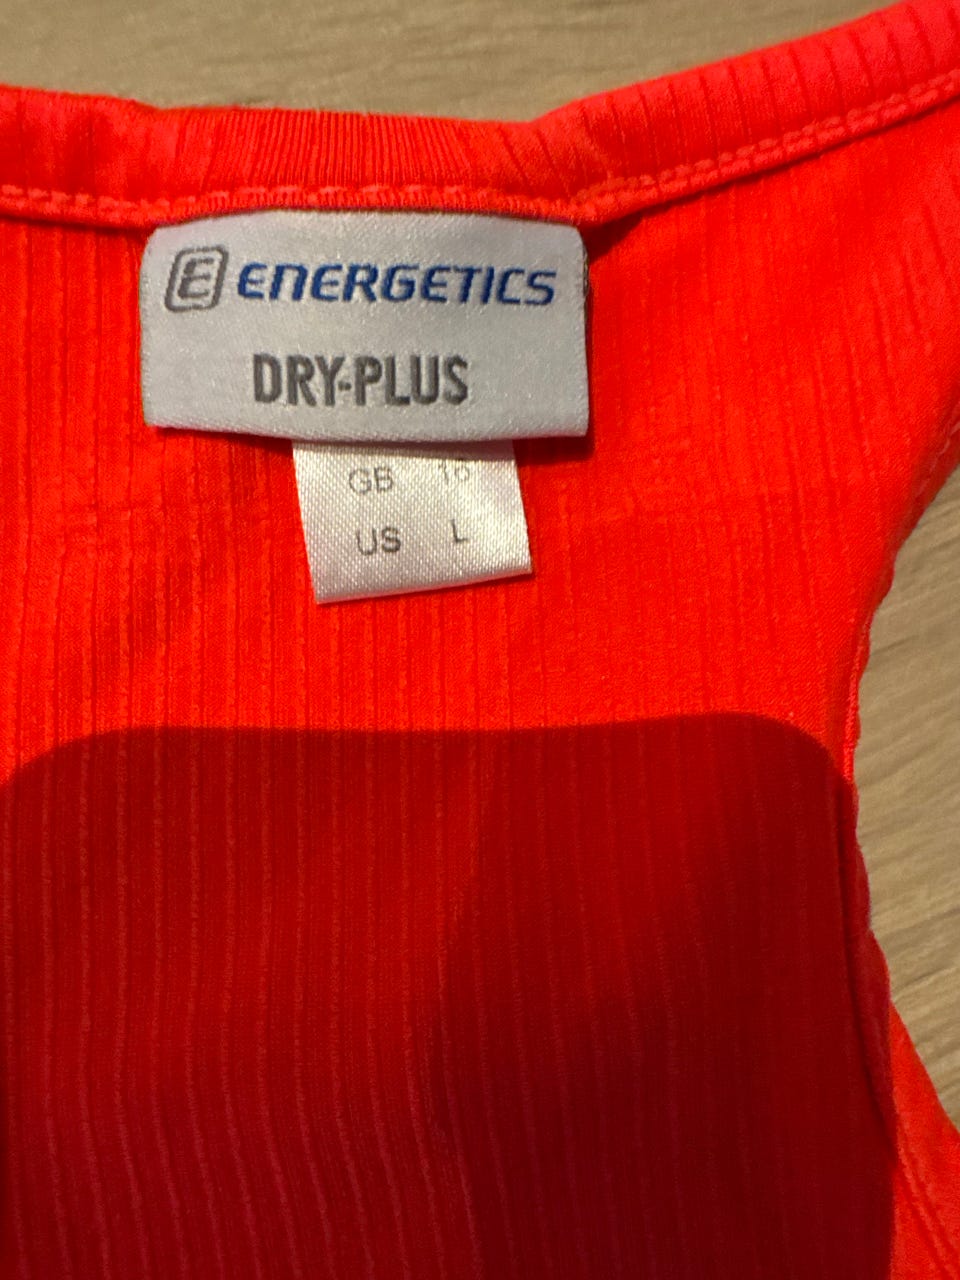 E ENERGETICS
DRY-PLUS
GB 16
US L